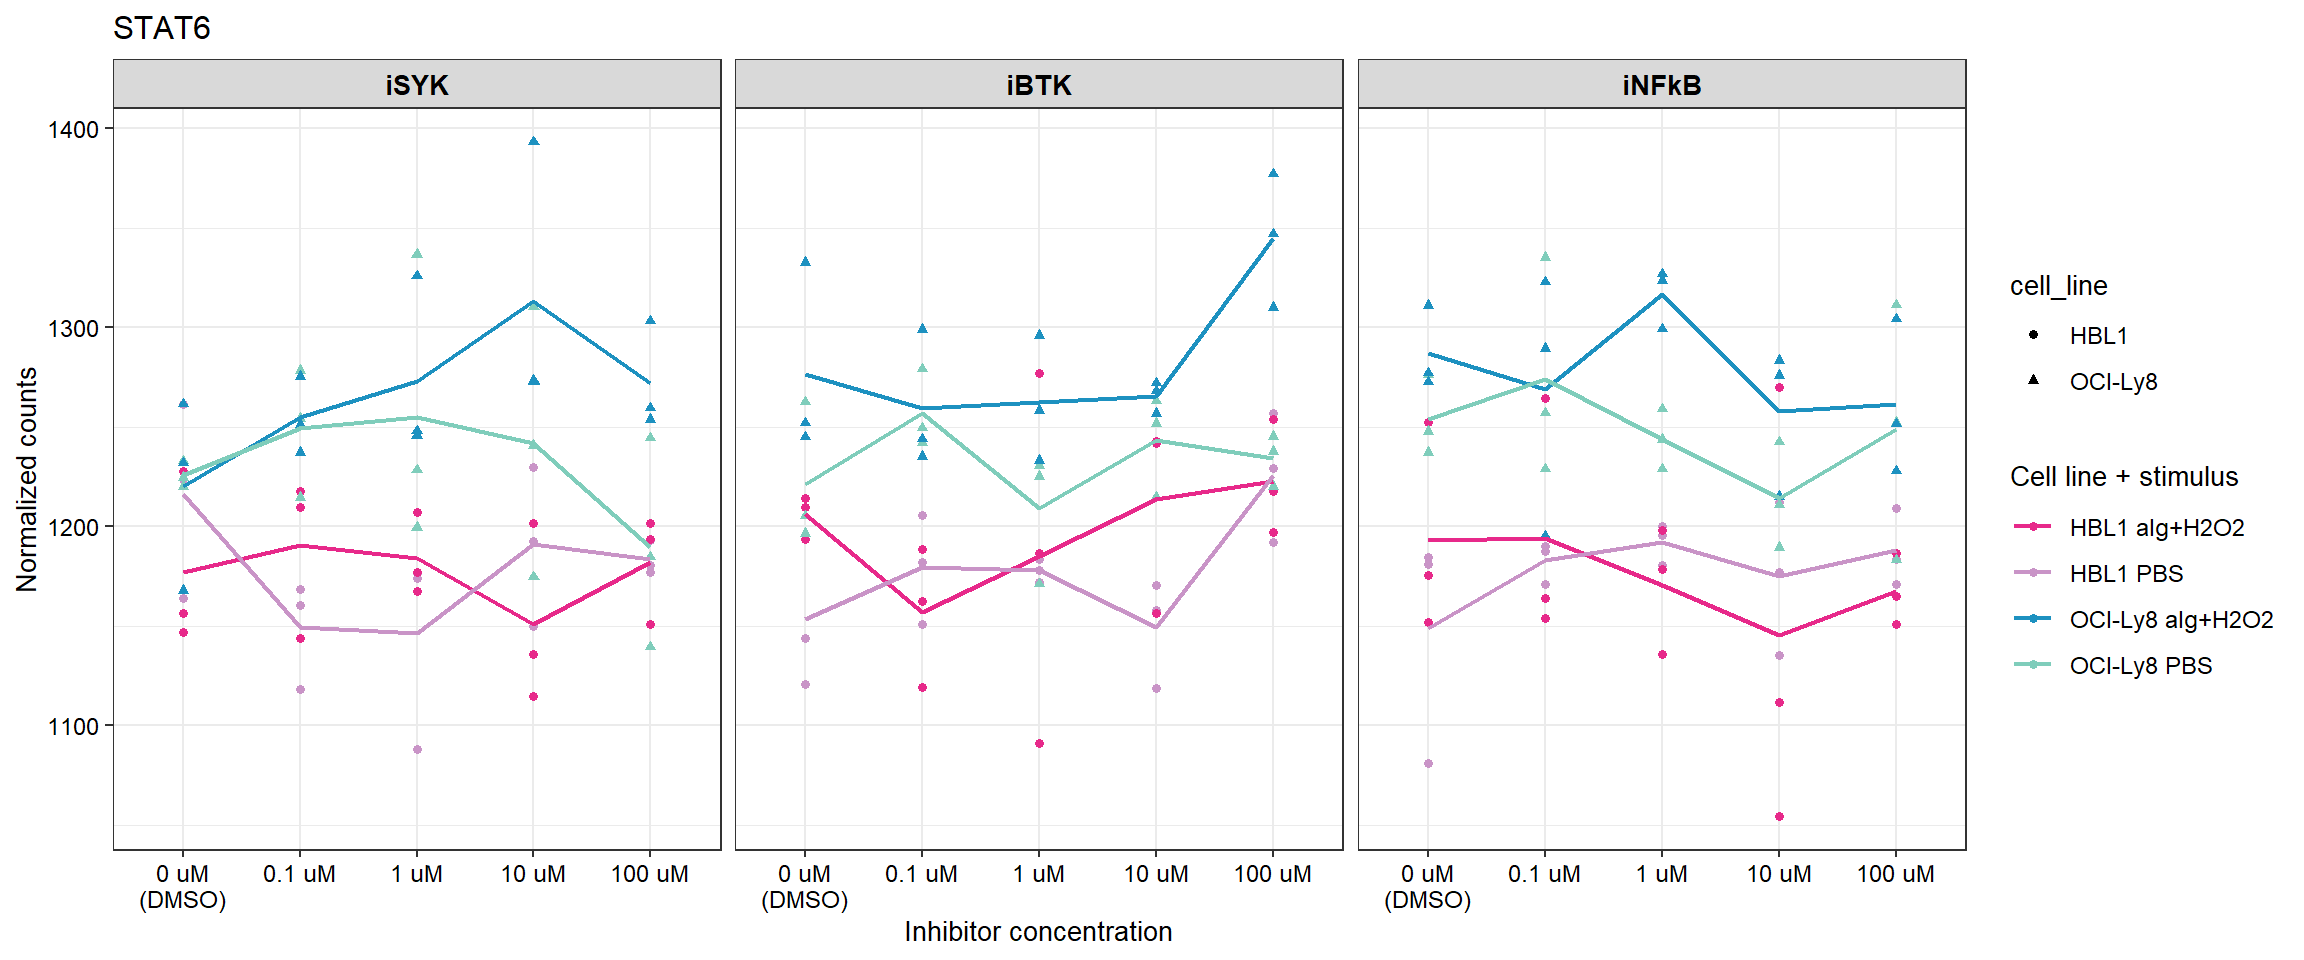 STAT6
iSYK
iBTK
iNFkB
Normalized counts
1400
1300
1200
1100
0 uM
(DMSO)
0.1 uM
1 uM
10 uM
100 uM
0 uM
(DMSO)
0.1 uM
1 uM
10 uM
100 uM
0 uM
(DMSO)
0.1 uM
1 uM
10 uM
100 uM
Inhibitor concentration
cell_line
HBL1
OCI-Ly8
Cell line + stimulus
HBL1 aIg+H2O2
HBL1 PBS
OCI-Ly8 aIg+H2O2
OCI-Ly8 PBS